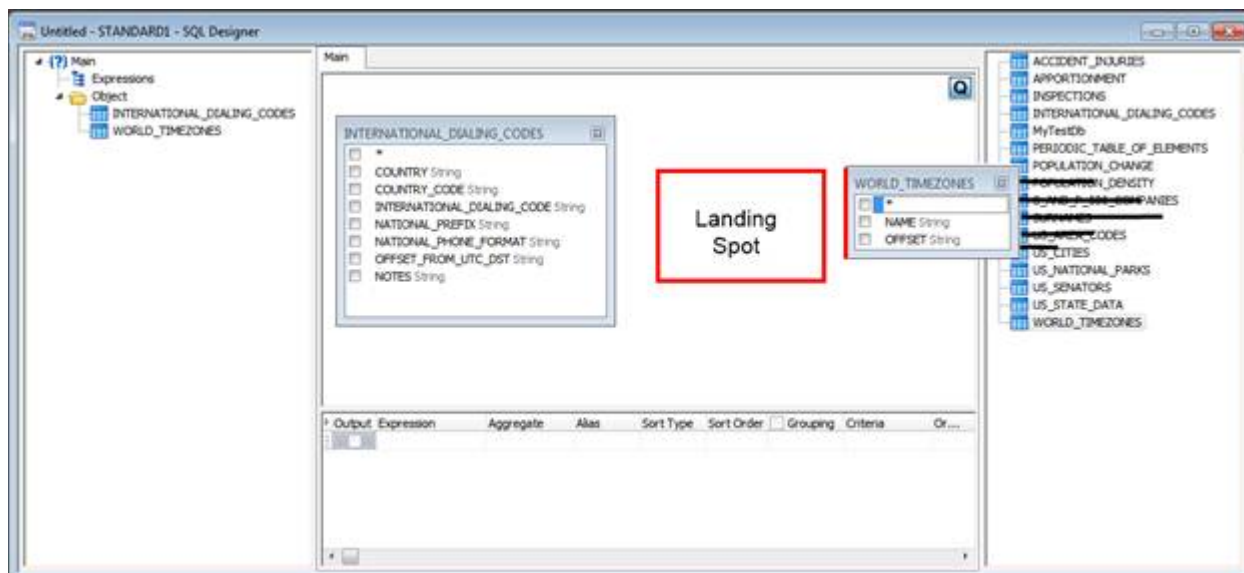 Untitled - STANDARD1 - SQL Designer
Main
Expressions
Object
INTERNATIONAL_DIALING_CODES
WORLD_TIMEZONES
Main
INTERNATIONAL_DIALING_CODES
*
COUNTRY String
COUNTRY_CODE String
INTERNATIONAL_DIALING_CODE String
NATIONAL_PREFIX String
NATIONAL_PHONE_FORMAT String
OFFSET_FROM_UTC_DST String
NOTES String
Landing
Spot
WORLD_TIMEZONES
*
NAME String
OFFSET String
Q
Output Expression Aggregate Alias Sort Type Sort Order Grouping Criteria Or....
ACCIDENT_INJURIES
APPORTIONMENT
INSPECTIONS
INTERNATIONAL_DIALING_CODES
MyTestDb
PERIODIC_TABLE_OF_ELEMENTS
POPULATION_CHANGE
POPULATION_DENSITY
US_CITIES
US_NATIONAL_PARKS
US_SENATORS
US_STATE_DATA
WORLD_TIMEZONES